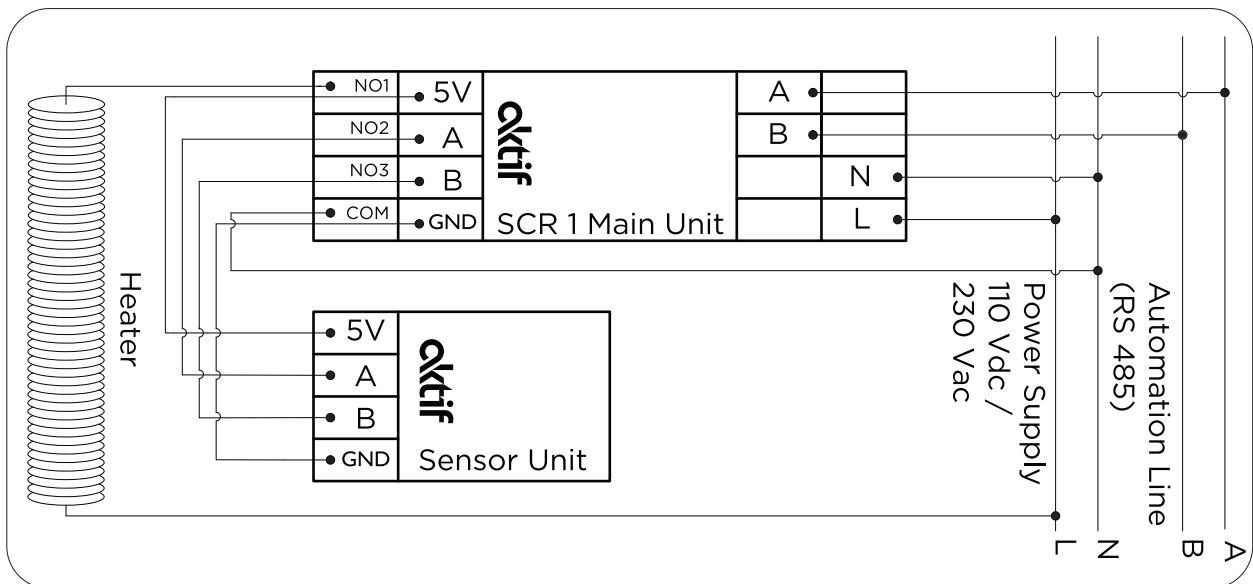 NO1 5V
NO2 A
NO3 B
COM GND
aktif
SCR 1 Main Unit
A
B
N
L
Heater
5V
A
B
GND
aktif
Sensor Unit
Power Supply
110 Vdc /
230 Vac
Automation Line
(RS 485)
L N B A